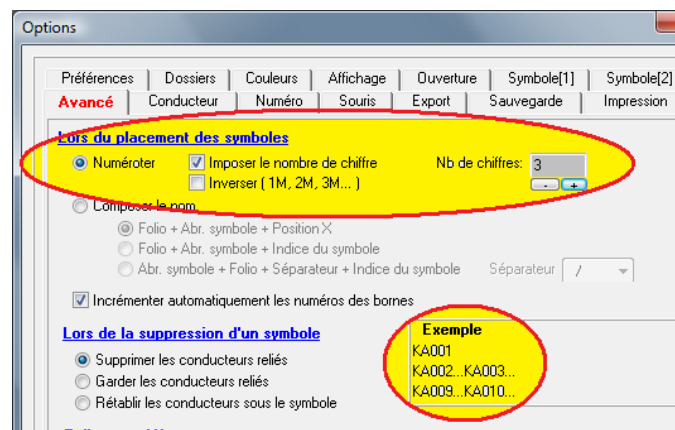 Options
Préférences Dossiers Couleurs Affichage Ouverture Symbole[1] Symbole[2]
Avancé Conducteur Numéro Souris Export Sauvegarde Impression
Lors du placement des symboles
Numéroter Imposer le nombre de chiffre Nb de chiffres: 3
Inverser ( 1M, 2M, 3M... ) - +
Composer le nom
Folio + Abr. symbole + Position X
Folio + Abr. symbole + Indice du symbole
Abr. symbole + Folio + Séparateur + Indice du symbole Séparateur /
Incrémenter automatiquement les numéros des bornes
Lors de la suppression d'un symbole Exemple
Supprimer les conducteurs reliés KA001
Garder les conducteurs reliés KA002...KA003...
Rétablir les conducteurs sous le symbole KA009...KA010...